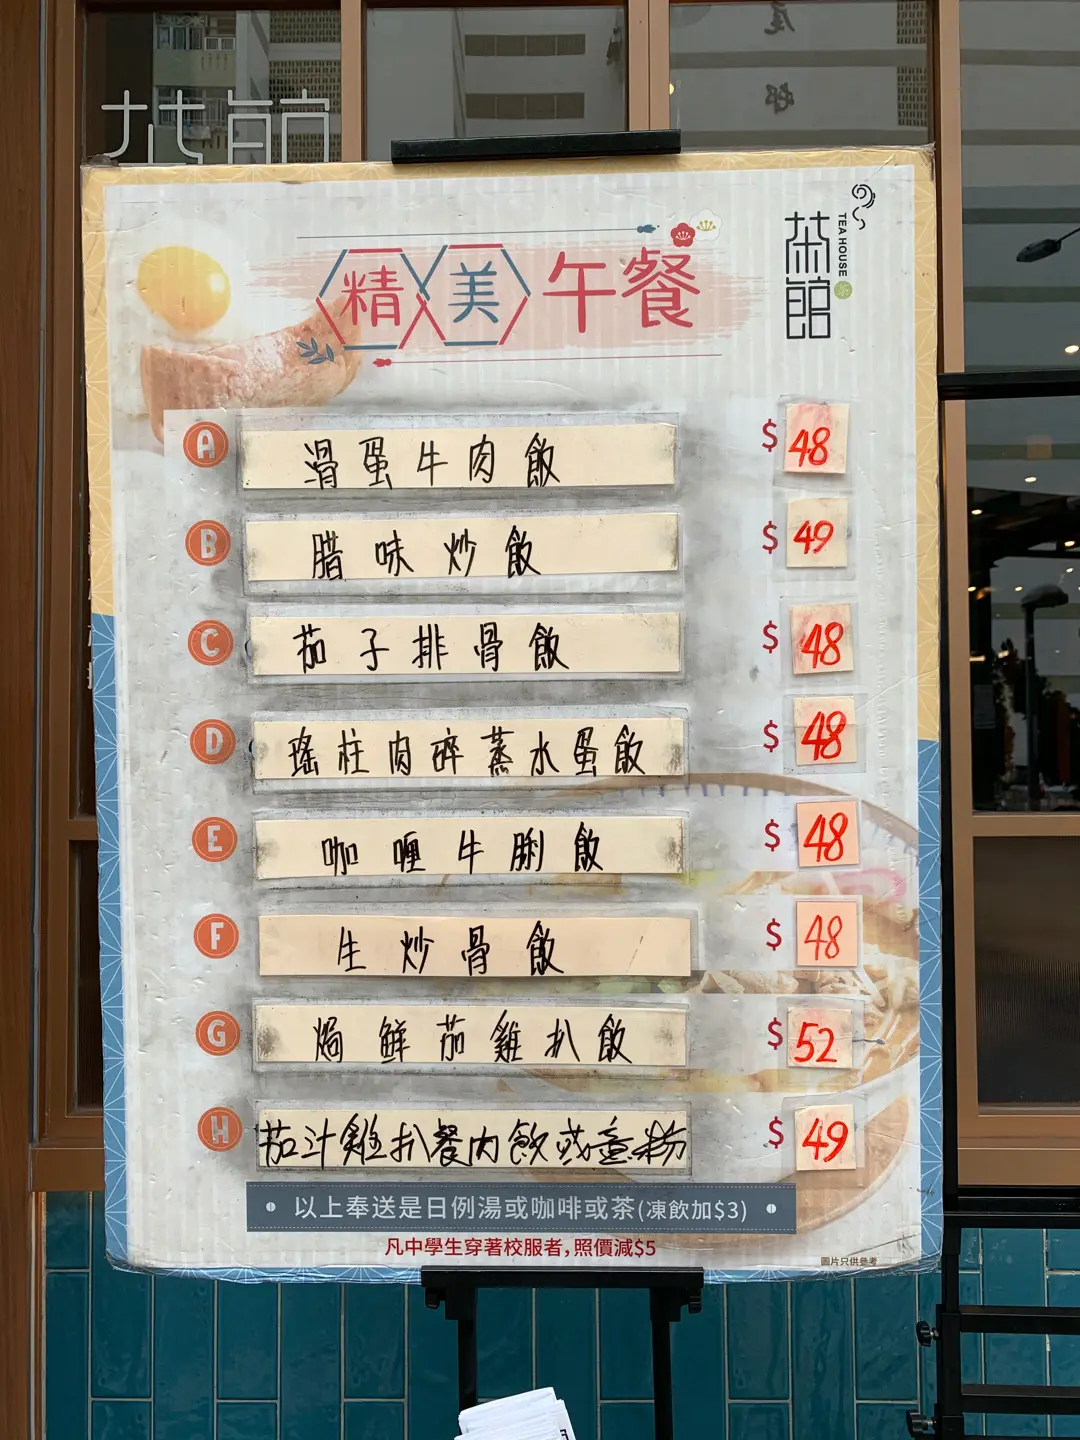 茶館
精美午餐
茶館
TEA HOUSE
A 滑蛋牛肉飯 $48
B 腊味炒飯 $49
C 茄子排骨飯 $48
D 瑤柱肉碎蒸水蛋飯 $48
E 咖喱牛脷飯 $48
F 生炒骨飯 $48
G 焗鮮茄雞扒飯 $52
H 茄汁雞扒餐肉飯或意粉 $49
以上奉送是日例湯或咖啡或茶(凍飲加$3)
凡中學生穿著校服者,照價減$5
圖片只供參考